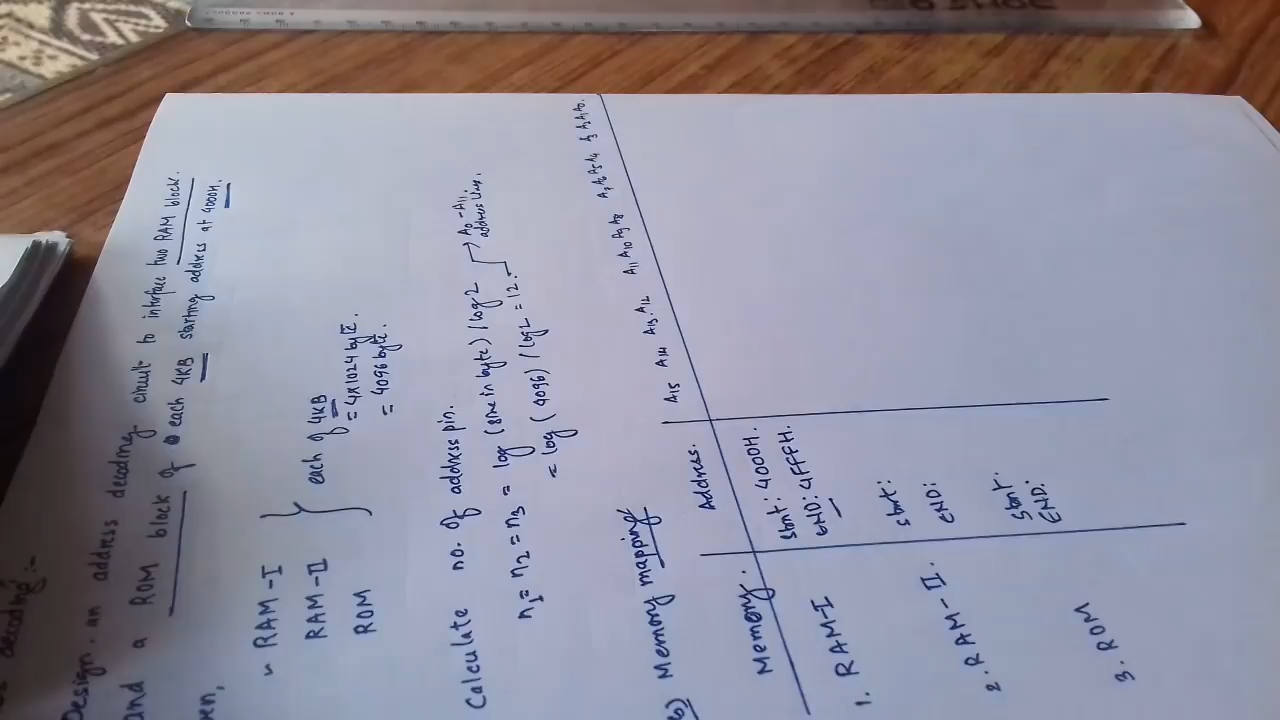 decoding :-
Design. an address decoding circuit to interface two RAM block.
and a ROM block of each 4KB starting address at 4000H.
RAM-I
RAM-II
ROM
each of 4KB
= 4x1024 byte.
= 4096 byte.
Calculate no. of address pin.
n1 = n2 = n3 = log (size in byte) / log 2
= log (4096) / log 2 = 12.
A0 - A11.
address line.
b) Memory mapping
Memory. Address. A15 A14 A13 A12 A11 A10 A9 A8 A7 A6 A5 A4 A3 A2 A1 A0.
1. RAM-I
start: 4000H.
END: 4FFFH.
2. RAM-II.
start:
END:
3. ROM
Start.
END: